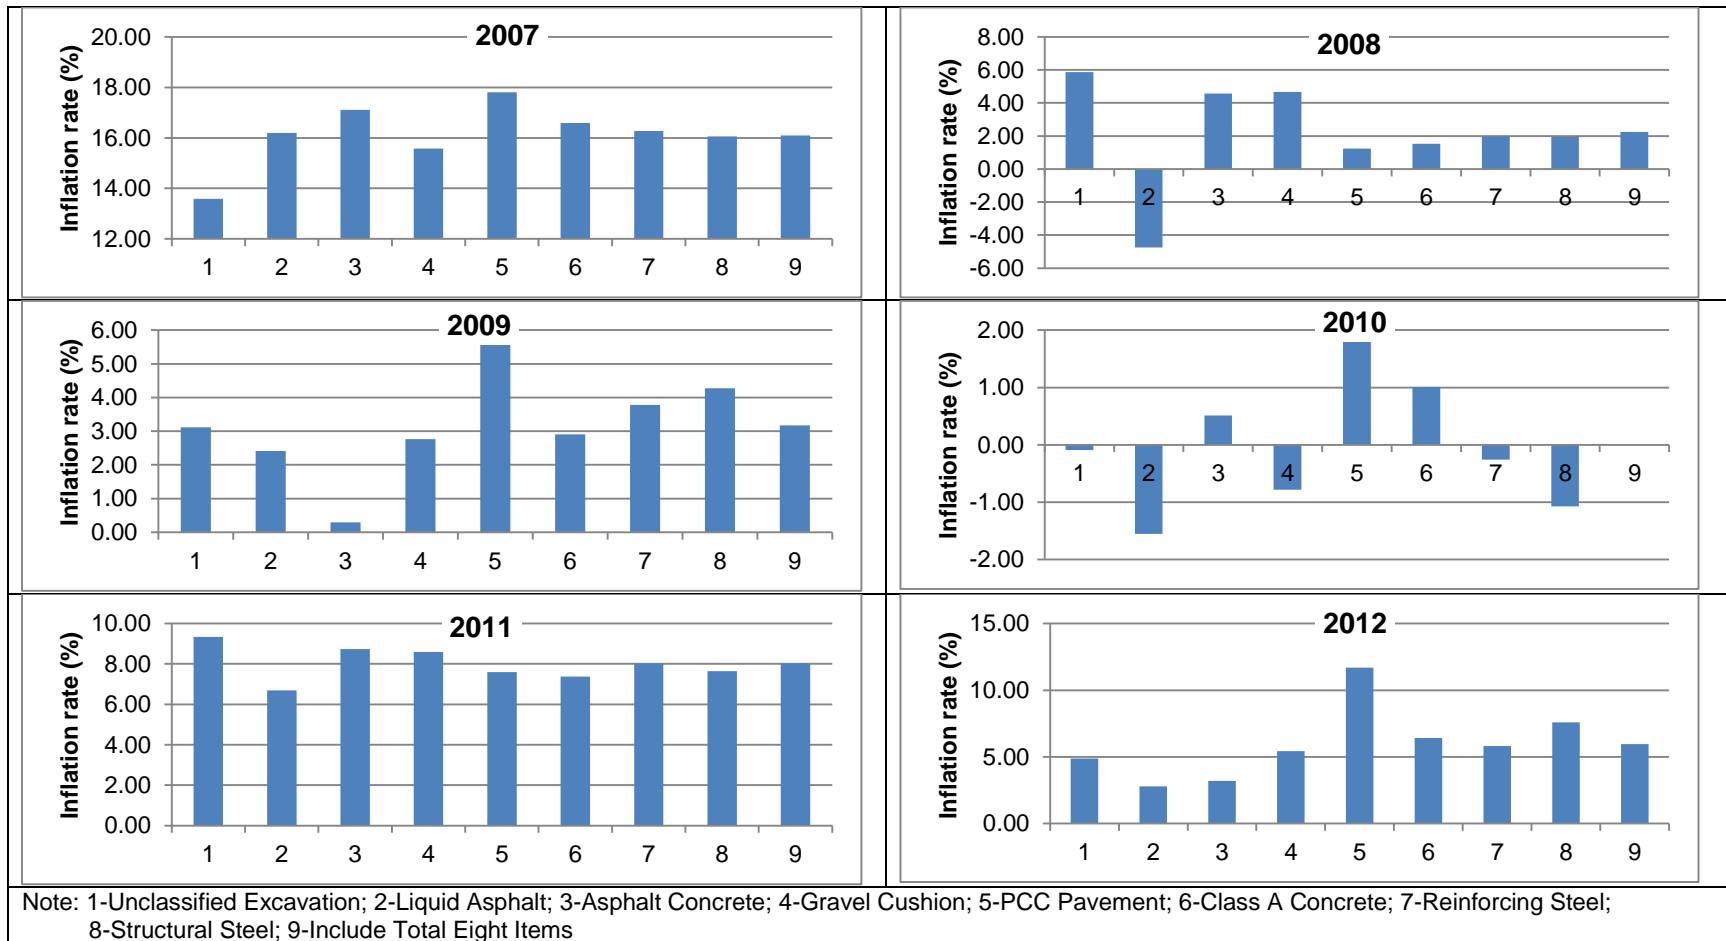 2007
Inflation rate (%)
20.00
18.00
16.00
14.00
12.00
1 2 3 4 5 6 7 8 9
2008
Inflation rate (%)
8.00
6.00
4.00
2.00
0.00
-2.00
-4.00
-6.00
1 2 3 4 5 6 7 8 9
2009
Inflation rate (%)
6.00
5.00
4.00
3.00
2.00
1.00
0.00
1 2 3 4 5 6 7 8 9
2010
Inflation rate (%)
2.00
1.00
0.00
-1.00
-2.00
1 2 3 4 5 6 7 8 9
2011
Inflation rate (%)
10.00
8.00
6.00
4.00
2.00
0.00
1 2 3 4 5 6 7 8 9
2012
Inflation rate (%)
15.00
10.00
5.00
0.00
1 2 3 4 5 6 7 8 9
Note: 1-Unclassified Excavation; 2-Liquid Asphalt; 3-Asphalt Concrete; 4-Gravel Cushion; 5-PCC Pavement; 6-Class A Concrete; 7-Reinforcing Steel;
8-Structural Steel; 9-Include Total Eight Items